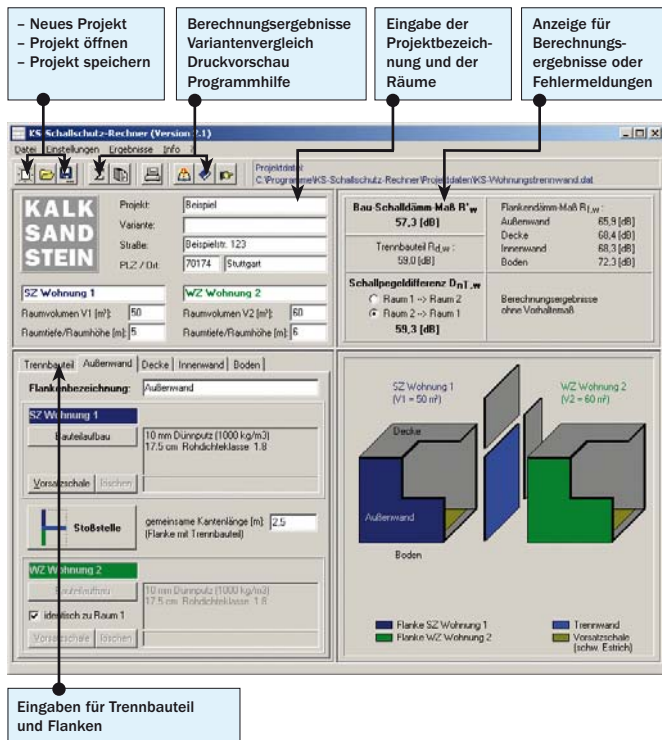 – Neues Projekt
– Projekt öffnen
– Projekt speichern
Berechnungsergebnisse
Variantenvergleich
Druckvorschau
Programmhilfe
Eingabe der
Projektbezeich-
nung und der
Räume
Anzeige für
Berechnungs-
ergebnisse oder
Fehlermeldungen
KS-Schallschutz-Rechner (Version 2.1)
Datei Einstellungen Ergebnisse Info ?
Projektdatei:
C:\Programme\KS-Schallschutz-Rechner\Projektdaten\KS-Wohnungstrennwand.dat
KALK
SAND
STEIN
Projekt: Beispiel
Variante:
Straße: Beispielstr. 123
PLZ / Ort: 70174 Stuttgart
SZ Wohnung 1
WZ Wohnung 2
Raumvolumen V1 [m³]: 50
Raumvolumen V2 [m³]: 60
Raumtiefe/Raumhöhe [m]: 5
Raumtiefe/Raumhöhe [m]: 6
Bau-Schalldämm-Maß R'w
57,3 [dB]
Trennbauteil Rd,w :
59.0 [dB]
Schallpegeldifferenz DnT,w
Raum 1 --> Raum 2
Raum 2 --> Raum 1
59,3 [dB]
Flankendämm-Maß Rf,w :
Außenwand 65,9 [dB]
Decke 68,4 [dB]
Innenwand 68,3 [dB]
Boden 72.3 [dB]
Berechnungsergebnisse
ohne Vorhaltemaß
Trennbauteil Außenwand Decke Innenwand Boden
Flankenbezeichnung: Außenwand
SZ Wohnung 1
Bauteilaufbau
10 mm Dünnputz (1000 kg/m3)
17.5 cm Rohdichteklasse 1.8
Vorsatzschale löschen
Stoßstelle
gemeinsame Kantenlänge [m]: 2.5
(Flanke mit Trennbauteil)
WZ Wohnung 2
Bauteilaufbau
10 mm Dünnputz (1000 kg/m3)
17.5 cm Rohdichteklasse 1.8
identisch zu Raum 1
Vorsatzschale löschen
SZ Wohnung 1
(V1 = 50 m³)
WZ Wohnung 2
(V2 = 60 m³)
Decke
Außenwand
Boden
Flanke SZ Wohnung 1
Flanke WZ Wohnung 2
Trennwand
Vorsatzschale
(schw. Estrich)
Eingaben für Trennbauteil
und Flanken